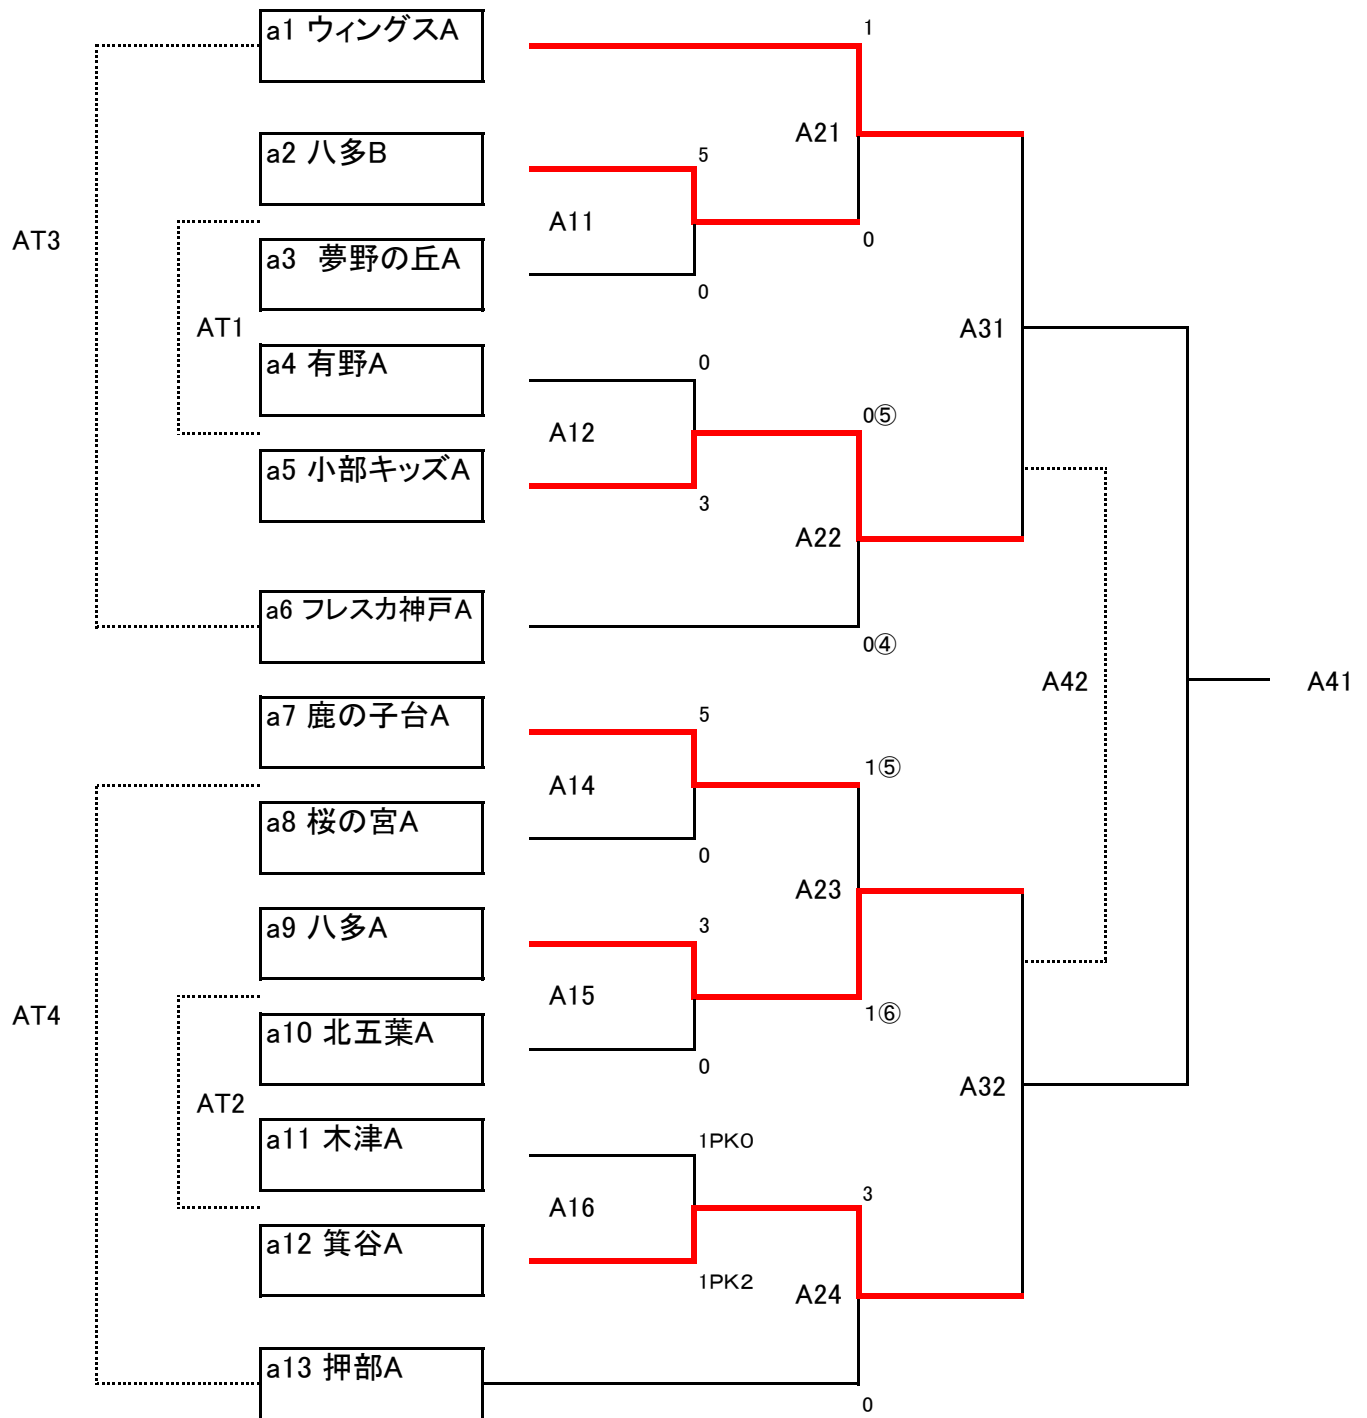 a1 ウィングスA
1
A21
a2 八多B
5
A11
AT3
a3 夢野の丘A
0
0
AT1
A31
a4 有野A
0
0⑤
A12
a5 小部キッズA
3
A22
a6 フレスカ神戸A
0④
A42
A41
a7 鹿の子台A
5
1⑤
A14
a8 桜の宮A
0
A23
a9 八多A
3
A15
1⑥
AT4
a10 北五葉A
0
A32
AT2
a11 木津A
1PK0
3
A16
a12 箕谷A
1PK2
A24
a13 押部A
0